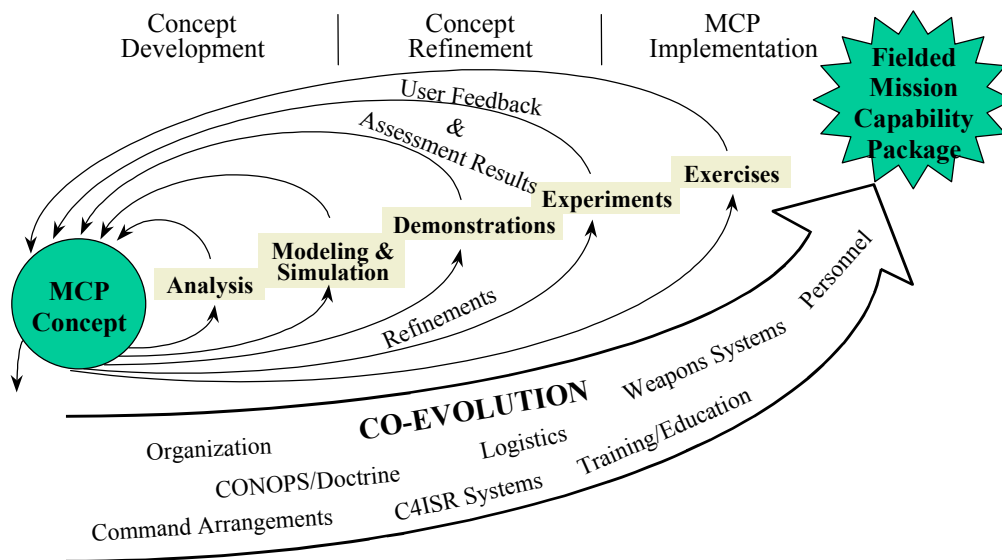 Concept
Development
Concept
Refinement
MCP
Implementation
Fielded
Mission
Capability
Package
User Feedback
&
Assessment Results
Exercises
Experiments
Demonstrations
Modeling &
Simulation
Analysis
MCP
Concept
Refinements
Personnel
Weapons Systems
CO-EVOLUTION
Organization
Logistics
Training/Education
CONOPS/Doctrine
C4ISR Systems
Command Arrangements